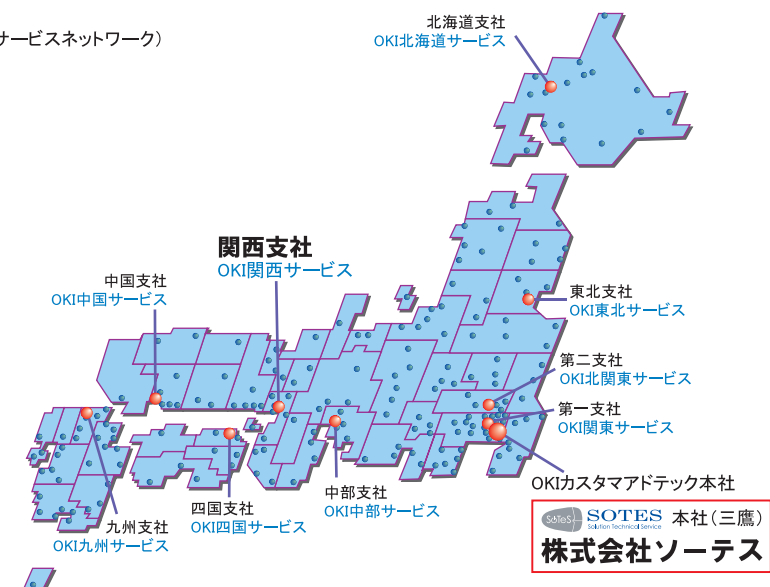 サービスネットワーク）
北海道支社
OKI北海道サービス
関西支社
OKI関西サービス
中国支社
OKI中国サービス
東北支社
OKI東北サービス
第二支社
OKI北関東サービス
第一支社
OKI関東サービス
OKIカスタマアドテック本社
中部支社
OKI中部サービス
四国支社
OKI四国サービス
九州支社
OKI九州サービス
SOTES SOTES 本社（三鷹）
Solution Technical Service
株式会社ソーテス